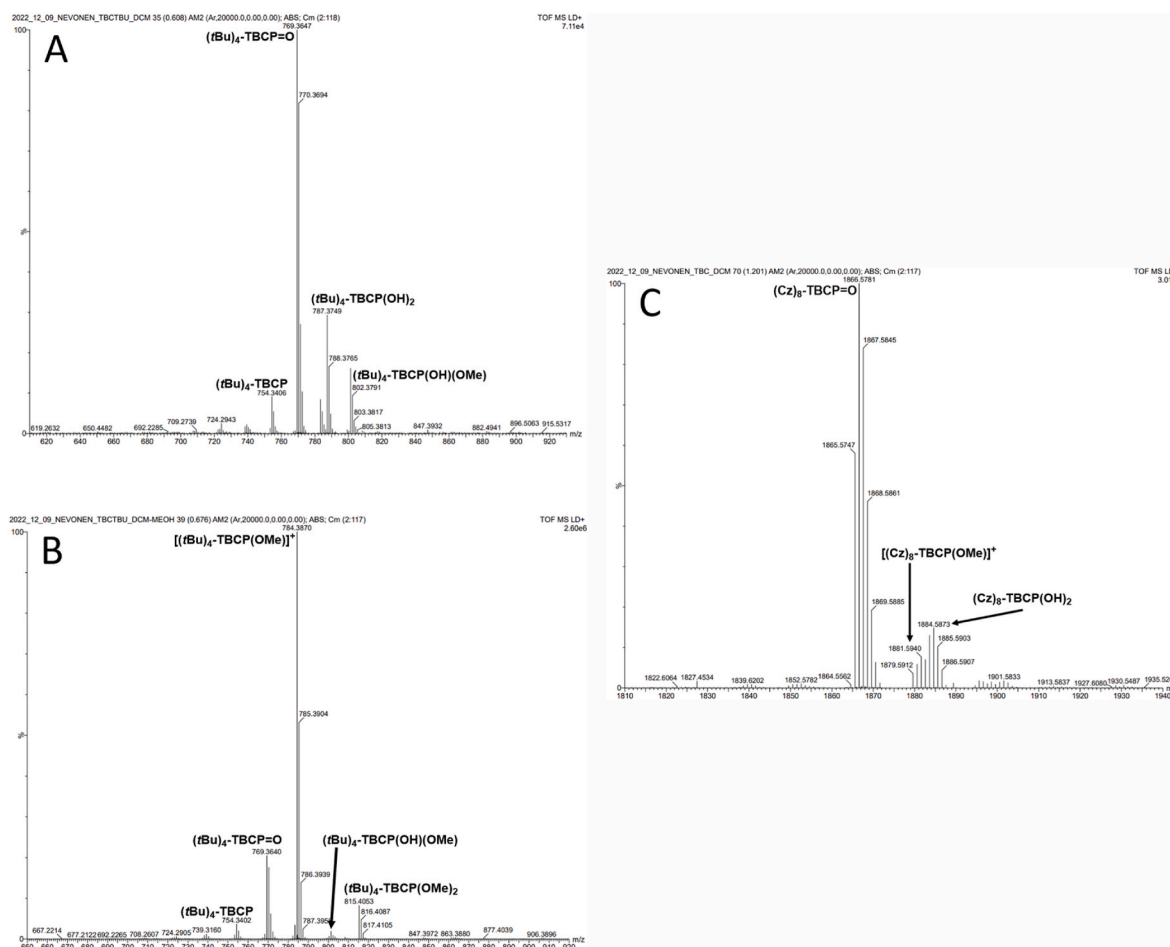 2022_12_09_NEVONEN_TBCTBU_DCM 35 (0.608) AM2 (Ar,20000.0,0.00,0.00); ABS; Cm (2:118)
TOF MS LD+
7.11e4
A
100
%
0
(tBu)4-TBCP=O
769.3647
770.3694
(tBu)4-TBCP(OH)2
787.3749
788.3765
(tBu)4-TBCP
754.3406
(tBu)4-TBCP(OH)(OMe)
802.3791
803.3817
805.3813
619.2632
650.4482
692.2285
709.2739
724.2943
847.3932
882.4941
896.5063
915.5317
m/z
620 640 660 680 700 720 740 760 780 800 820 840 860 880 900 920
2022_12_09_NEVONEN_TBCTBU_DCM-MEOH 39 (0.676) AM2 (Ar,20000.0,0.00,0.00); ABS; Cm (2:117)
TOF MS LD+
2.60e6
B
100
%
0
784.3870
[(tBu)4-TBCP(OMe)]+
785.3904
786.3939
(tBu)4-TBCP=O
769.3640
(tBu)4-TBCP(OH)(OMe)
(tBu)4-TBCP
754.3402
(tBu)4-TBCP(OMe)2
815.4053
816.4087
817.4105
667.2214
677.2122
692.2265
708.2607
724.2905
739.3160
847.3972
863.3880
877.4039
906.3896
m/z
2022_12_09_NEVONEN_TBC_DCM 70 (1.201) AM2 (Ar,20000.0,0.00,0.00); ABS; Cm (2:117)
C
100
%
0
1866.5781
(Cz)8-TBCP=O
1867.5845
1865.5747
1868.5861
1869.5885
[(Cz)8-TBCP(OMe)]+
(Cz)8-TBCP(OH)2
1884.5873
1881.5940
1885.5903
1879.5912
1886.5907
1822.6064
1827.4534
1839.6202
1852.5782
1864.5562
1901.5833
1913.5837
1927.6080
1930.5487
1810 1820 1830 1840 1850 1860 1870 1880 1890 1900 1910 1920 1930 1940